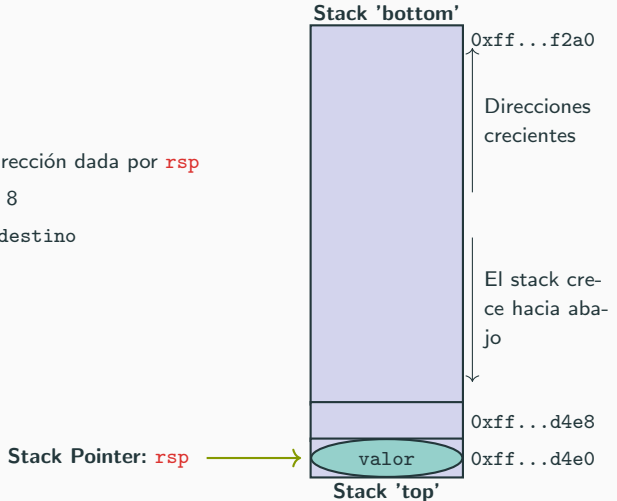 Stack 'bottom'
0xff...f2a0
Direcciones
crecientes
rección dada por rsp
8
destino
El stack cre-
ce hacia aba-
jo
0xff...d4e8
Stack Pointer: rsp
valor
0xff...d4e0
Stack 'top'